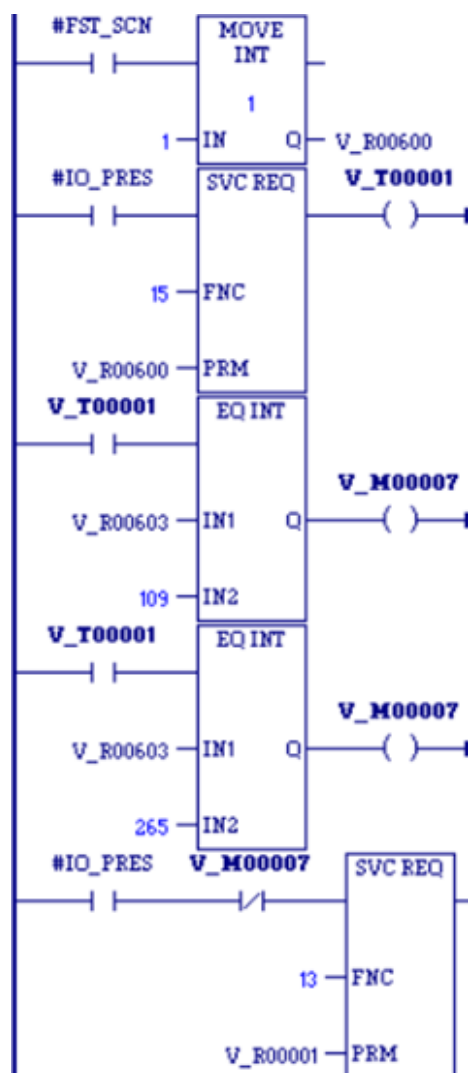 #FST_SCN MOVE
INT
1
1 IN Q V_R00600
#IO_PRES SVC REQ V_T00001
15 FNC
V_R00600 PRM
V_T00001 EQ INT
V_M00007
V_R00603 IN1 Q
109 IN2
V_T00001 EQ INT
V_M00007
V_R00603 IN1 Q
265 IN2
#IO_PRES V_M00007 SVC REQ
13 FNC
V_R00001 PRM